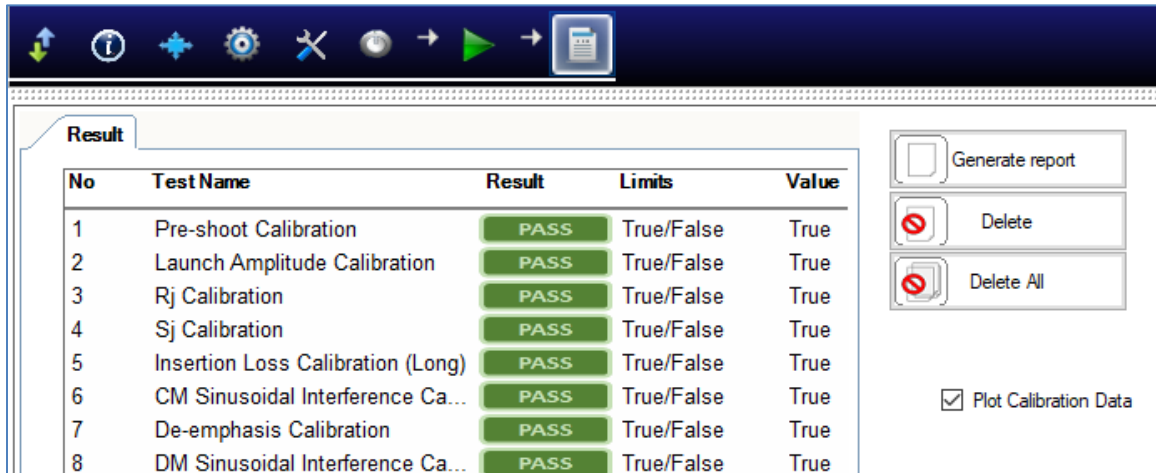 Result
No Test Name Result Limits Value
1 Pre-shoot Calibration PASS True/False True
2 Launch Amplitude Calibration PASS True/False True
3 Rj Calibration PASS True/False True
4 Sj Calibration PASS True/False True
5 Insertion Loss Calibration (Long) PASS True/False True
6 CM Sinusoidal Interference Ca... PASS True/False True
7 De-emphasis Calibration PASS True/False True
8 DM Sinusoidal Interference Ca... PASS True/False True
Generate report
Delete
Delete All
Plot Calibration Data